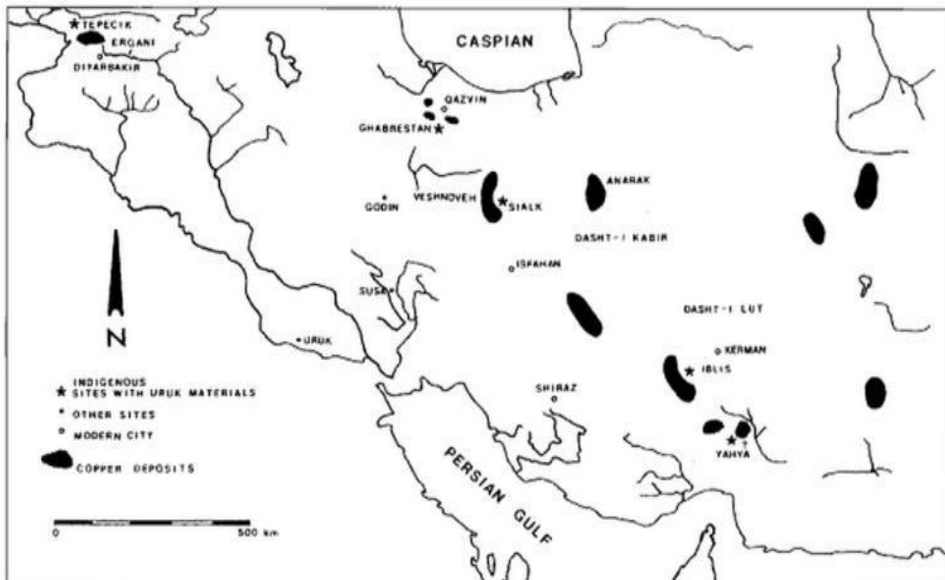 TEPECIK
ERGANI
DIYARBAKIR
CASPIAN
QAZVIN
GHABRESTAN
VESHNOVEH
SIALK
ANARAK
GODIN
DASHT-I KABIR
ISFAHAN
SUSA
DASHT-I LUT
URUK
N
KERMAN
IBLIS
SHIRAZ
YAHYA
PERSIAN GULF
INDIGENOUS
SITES WITH URUK MATERIALS
OTHER SITES
MODERN CITY
COPPER DEPOSITS
0 500
km